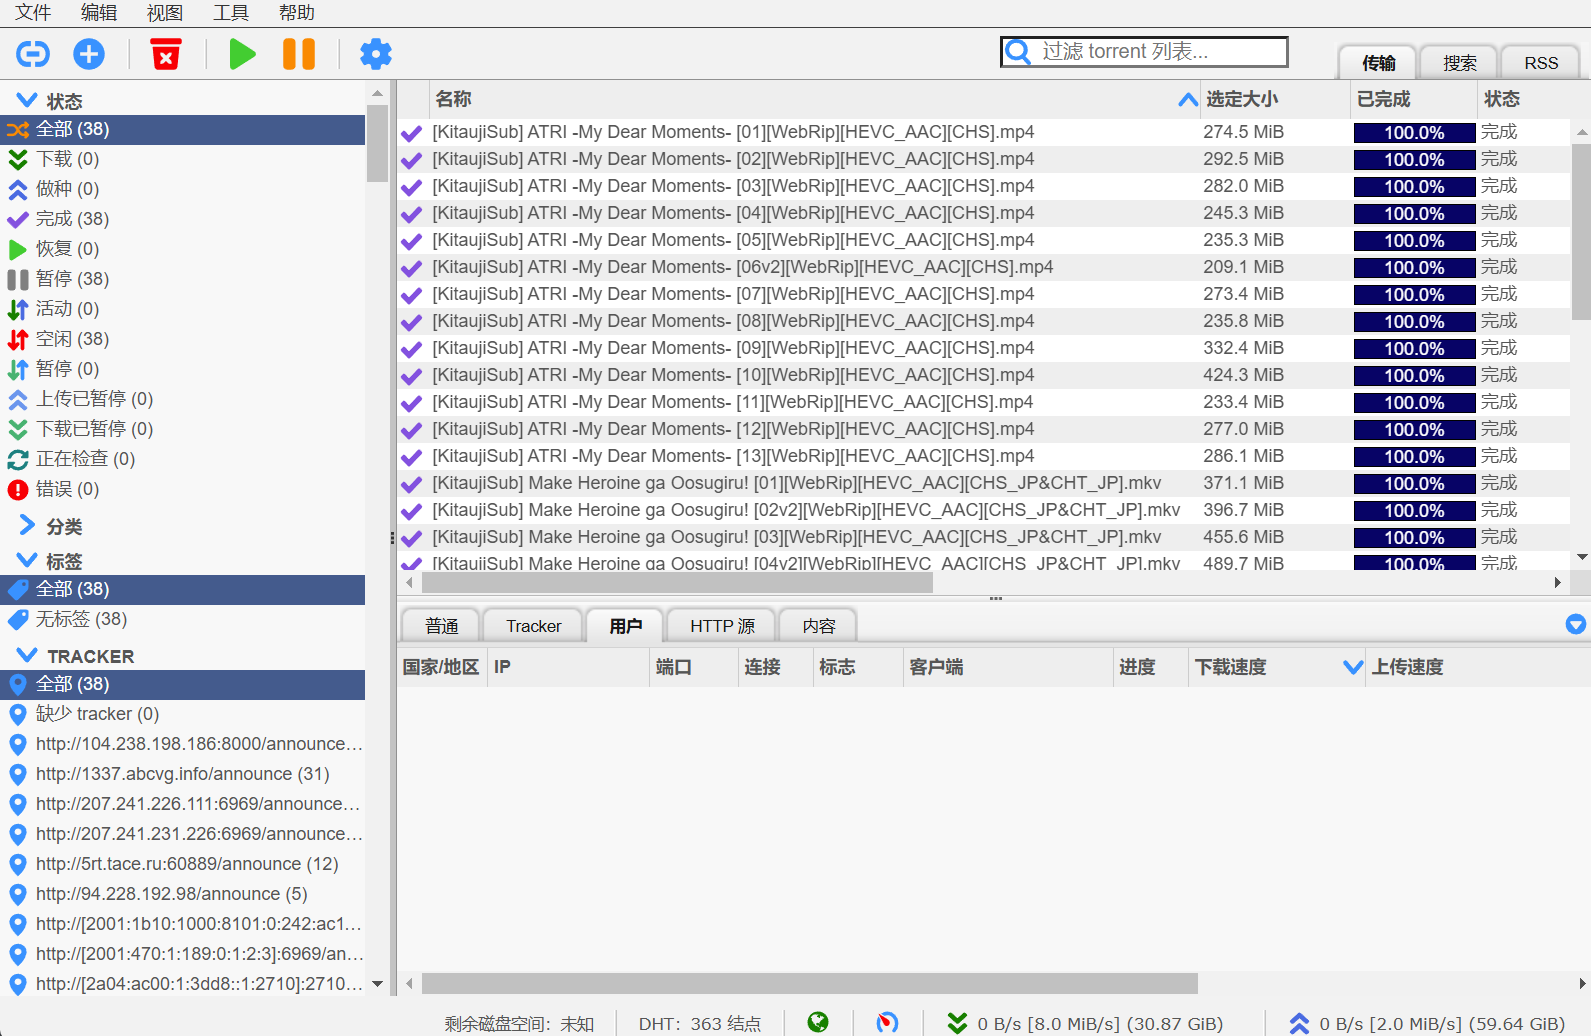 文件 编辑 视图 工具 帮助
过滤 torrent 列表...
传输 搜索 RSS
状态
全部 (38)
下载 (0)
做种 (0)
完成 (38)
恢复 (0)
暂停 (38)
活动 (0)
空闲 (38)
暂停 (0)
上传已暂停 (0)
下载已暂停 (0)
正在检查 (0)
错误 (0)
分类
标签
全部 (38)
无标签 (38)
TRACKER
全部 (38)
缺少 tracker (0)
http://104.238.198.186:8000/announce…
http://1337.abcvg.info/announce (31)
http://207.241.226.111:6969/announce…
http://207.241.231.226:6969/announce…
http://5rt.tace.ru:60889/announce (12)
http://94.228.192.98/announce (5)
http://[2001:1b10:1000:8101:0:242:ac1…
http://[2001:470:1:189:0:1:2:3]:6969/an…
http://[2a04:ac00:1:3dd8::1:2710]:2710…
名称 选定大小 已完成 状态
[KitaujiSub] ATRI -My Dear Moments- [01][WebRip][HEVC_AAC][CHS].mp4 274.5 MiB 100.0% 完成
[KitaujiSub] ATRI -My Dear Moments- [02][WebRip][HEVC_AAC][CHS].mp4 292.5 MiB 100.0% 完成
[KitaujiSub] ATRI -My Dear Moments- [03][WebRip][HEVC_AAC][CHS].mp4 282.0 MiB 100.0% 完成
[KitaujiSub] ATRI -My Dear Moments- [04][WebRip][HEVC_AAC][CHS].mp4 245.3 MiB 100.0% 完成
[KitaujiSub] ATRI -My Dear Moments- [05][WebRip][HEVC_AAC][CHS].mp4 235.3 MiB 100.0% 完成
[KitaujiSub] ATRI -My Dear Moments- [06v2][WebRip][HEVC_AAC][CHS].mp4 209.1 MiB 100.0% 完成
[KitaujiSub] ATRI -My Dear Moments- [07][WebRip][HEVC_AAC][CHS].mp4 273.4 MiB 100.0% 完成
[KitaujiSub] ATRI -My Dear Moments- [08][WebRip][HEVC_AAC][CHS].mp4 235.8 MiB 100.0% 完成
[KitaujiSub] ATRI -My Dear Moments- [09][WebRip][HEVC_AAC][CHS].mp4 332.4 MiB 100.0% 完成
[KitaujiSub] ATRI -My Dear Moments- [10][WebRip][HEVC_AAC][CHS].mp4 424.3 MiB 100.0% 完成
[KitaujiSub] ATRI -My Dear Moments- [11][WebRip][HEVC_AAC][CHS].mp4 233.4 MiB 100.0% 完成
[KitaujiSub] ATRI -My Dear Moments- [12][WebRip][HEVC_AAC][CHS].mp4 277.0 MiB 100.0% 完成
[KitaujiSub] ATRI -My Dear Moments- [13][WebRip][HEVC_AAC][CHS].mp4 286.1 MiB 100.0% 完成
[KitaujiSub] Make Heroine ga Oosugiru! [01][WebRip][HEVC_AAC][CHS_JP&CHT_JP].mkv 371.1 MiB 100.0% 完成
[KitaujiSub] Make Heroine ga Oosugiru! [02v2][WebRip][HEVC_AAC][CHS_JP&CHT_JP].mkv 396.7 MiB 100.0% 完成
[KitaujiSub] Make Heroine ga Oosugiru! [03][WebRip][HEVC_AAC][CHS_JP&CHT_JP].mkv 455.6 MiB 100.0% 完成
[KitaujiSub] Make Heroine ga Oosugiru! [04v2][WebRip][HEVC_AAC][CHS_JP&CHT_JP].mkv 489.7 MiB 100.0% 完成
普通 Tracker 用户 HTTP 源 内容
国家/地区 IP 端口 连接 标志 客户端 进度 下载速度 上传速度
剩余磁盘空间：未知 DHT：363 结点 0 B/s [8.0 MiB/s] (30.87 GiB) 0 B/s [2.0 MiB/s] (59.64 GiB)